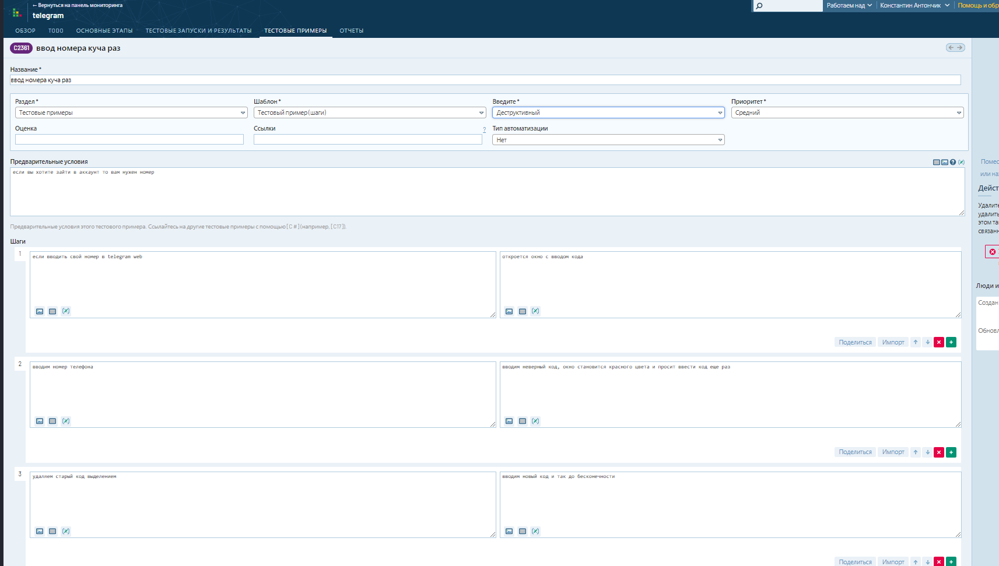 ← Вернуться на панель мониторинга
telegram
Работаем над
Константин Антончик
Помощь и обр
ОБЗОР
TODO
ОСНОВНЫЕ ЭТАПЫ
ТЕСТОВЫЕ ЗАПУСКИ И РЕЗУЛЬТАТЫ
ТЕСТОВЫЕ ПРИМЕРЫ
ОТЧЕТЫ
C2361 ввод номера куча раз
Название *
ввод номера куча раз
Раздел * Шаблон * Введите * Приоритет *
Тестовые примеры Тестовый пример (шаги) Деструктивный Средний
Оценка Ссылки ? Тип автоматизации
Нет
Предварительные условия
если вы хотите зайти в аккаунт то вам нужен номер
Предварительные условия этого тестового примера. Ссылайтесь на другие тестовые примеры с помощью [C #] (например, [C17]).
Шаги
1
если вводить свой номер в telegram web
откроется окно с вводом кода
Поделиться Импорт
2
вводим номер телефона
вводим неверный код, окно становится красного цвета и просит ввести код еще раз
Поделиться Импорт
3
удаляем старый код выделением
вводим новый код и так до бесконечности
Поделиться Импорт
Помес
или на
Дейст
Удалите
удалить
этом та
связанн
Люди и
Создан
Обновл